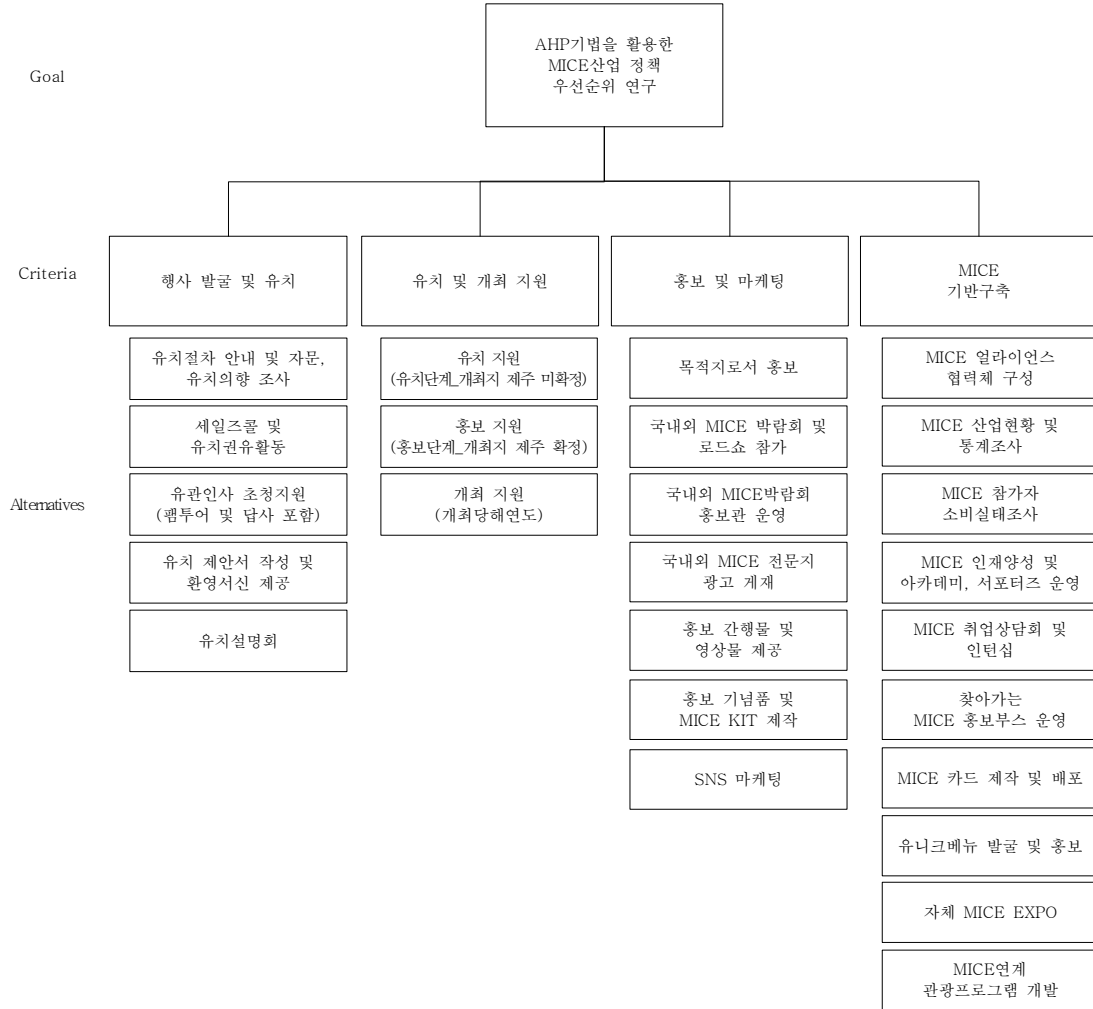 Goal
AHP기법을 활용한
MICE산업 정책
우선순위 연구
Criteria
행사 발굴 및 유치
유치 및 개최 지원
홍보 및 마케팅
MICE
기반구축
Alternatives
유치절차 안내 및 자문,
유치의향 조사
세일즈콜 및
유치권유활동
유관인사 초청지원
(팸투어 및 답사 포함)
유치 제안서 작성 및
환영서신 제공
유치설명회
유치 지원
(유치단계_개최지 제주 미확정)
홍보 지원
(홍보단계_개최지 제주 확정)
개최 지원
(개최당해연도)
목적지로서 홍보
국내외 MICE 박람회 및
로드쇼 참가
국내외 MICE박람회
홍보관 운영
국내외 MICE 전문지
광고 게재
홍보 간행물 및
영상물 제공
홍보 기념품 및
MICE KIT 제작
SNS 마케팅
MICE 얼라이언스
협력체 구성
MICE 산업현황 및
통계조사
MICE 참가자
소비실태조사
MICE 인재양성 및
아카데미, 서포터즈 운영
MICE 취업상담회 및
인턴십
찾아가는
MICE 홍보부스 운영
MICE 카드 제작 및 배포
유니크베뉴 발굴 및 홍보
자체 MICE EXPO
MICE연계
관광프로그램 개발